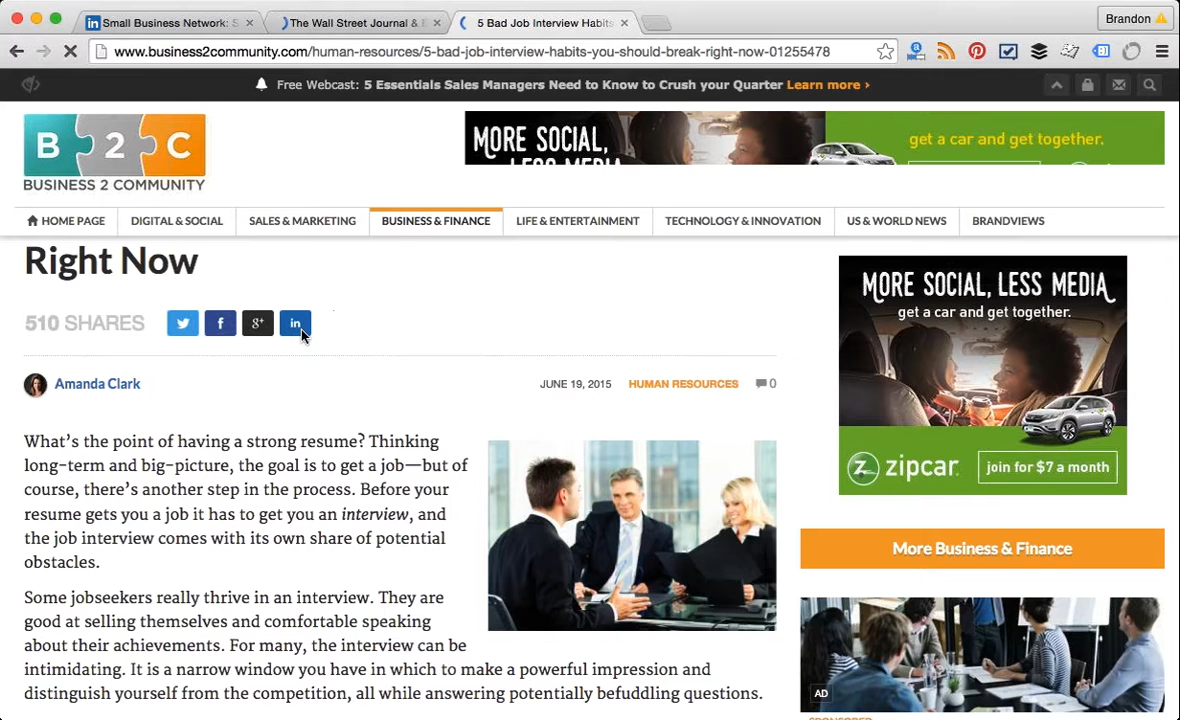 Small Business Network: S
The Wall Street Journal &
5 Bad Job Interview Habits
Brandon
www.business2community.com/human-resources/5-bad-job-interview-habits-you-should-break-right-now-01255478
Free Webcast: 5 Essentials Sales Managers Need to Know to Crush your Quarter Learn more ›
B 2 C
BUSINESS 2 COMMUNITY
MORE SOCIAL,
get a car and get together.
HOME PAGE
DIGITAL & SOCIAL
SALES & MARKETING
BUSINESS & FINANCE
LIFE & ENTERTAINMENT
TECHNOLOGY & INNOVATION
US & WORLD NEWS
BRANDVIEWS
Right Now
510 SHARES
f
g+
in
Amanda Clark
JUNE 19, 2015
HUMAN RESOURCES
0
What's the point of having a strong resume? Thinking
long-term and big-picture, the goal is to get a job—but of
course, there's another step in the process. Before your
resume gets you a job it has to get you an interview, and
the job interview comes with its own share of potential
obstacles.
Some jobseekers really thrive in an interview. They are
good at selling themselves and comfortable speaking
about their achievements. For many, the interview can be
intimidating. It is a narrow window you have in which to make a powerful impression and
distinguish yourself from the competition, all while answering potentially befuddling questions.
MORE SOCIAL, LESS MEDIA
get a car and get together.
zipcar
join for $7 a month
More Business & Finance
AD
SPONSORED